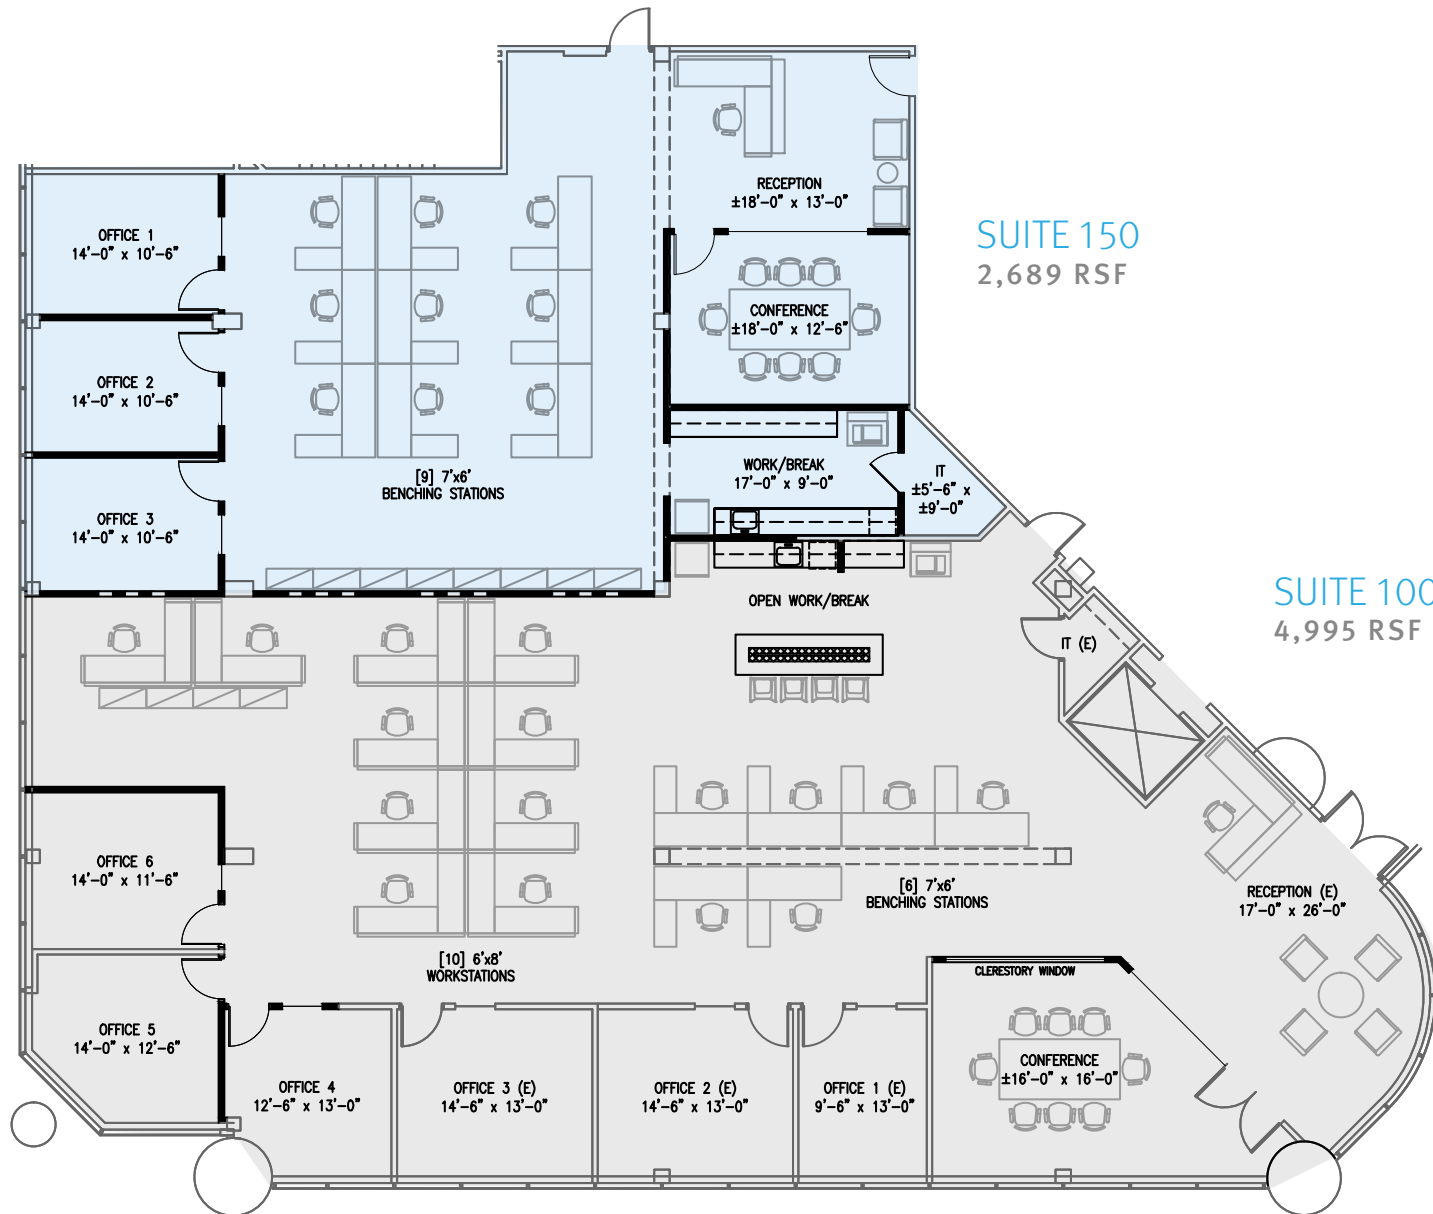 RECEPTION
±18'-0" x 13'-0"
SUITE 150
2,689 RSF
OFFICE 1
14'-0" x 10'-6"
CONFERENCE
±18'-0" x 12'-6"
OFFICE 2
14'-0" x 10'-6"
[9] 7'x6'
BENCHING STATIONS
WORK/BREAK
17'-0" x 9'-0"
IT
±5'-6" x
±9'-0"
OFFICE 3
14'-0" x 10'-6"
OPEN WORK/BREAK
SUITE 100
4,995 RSF
IT (E)
OFFICE 6
14'-0" x 11'-6"
[6] 7'x6'
BENCHING STATIONS
RECEPTION (E)
17'-0" x 26'-0"
[10] 6'x8'
WORKSTATIONS
CLERESTORY WINDOW
OFFICE 5
14'-0" x 12'-6"
OFFICE 4
12'-6" x 13'-0"
OFFICE 3 (E)
14'-6" x 13'-0"
OFFICE 2 (E)
14'-6" x 13'-0"
OFFICE 1 (E)
9'-6" x 13'-0"
CONFERENCE
±16'-0" x 16'-0"